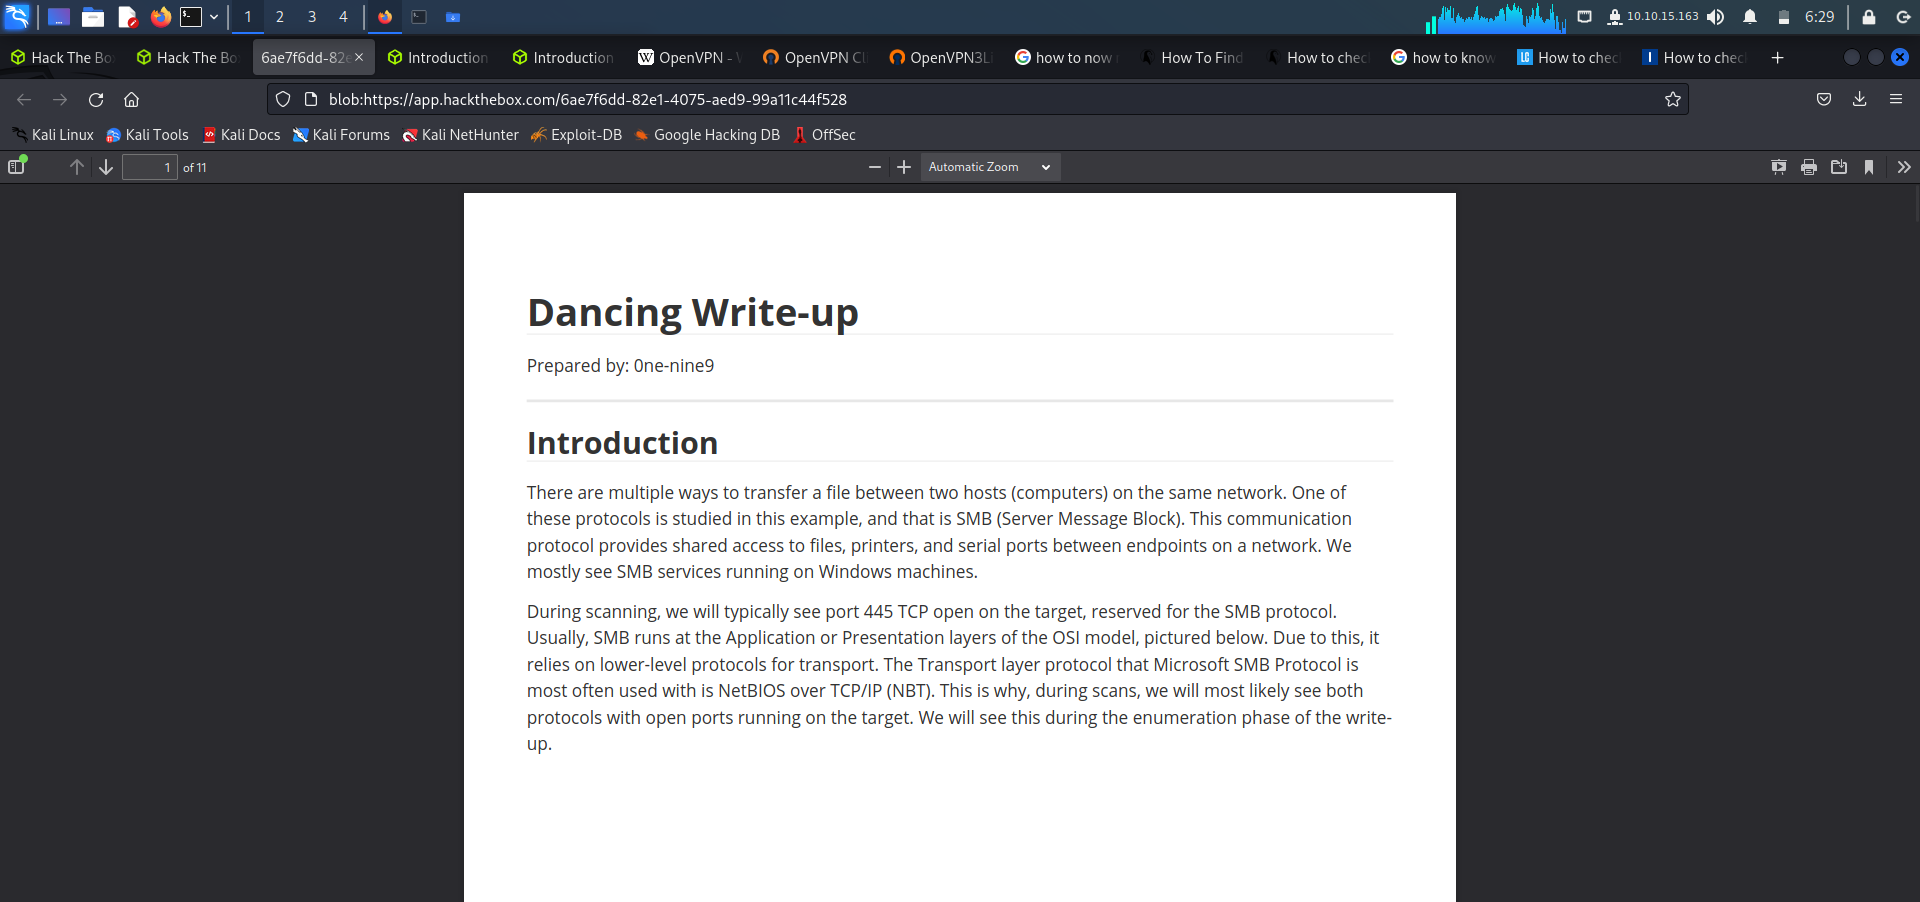 1 2 3 4 10.10.15.163 6:29
Hack The Bo Hack The Bo 6ae7f6dd-82e Introduction Introduction OpenVPN - OpenVPN Cl OpenVPN3Li how to now How To Find How to chec how to know How to chec How to chec
blob:https://app.hackthebox.com/6ae7f6dd-82e1-4075-aed9-99a11c44f528
Kali Linux Kali Tools Kali Docs Kali Forums Kali NetHunter Exploit-DB Google Hacking DB OffSec
1 of 11 Automatic Zoom
Dancing Write-up
Prepared by: 0ne-nine9
Introduction
There are multiple ways to transfer a file between two hosts (computers) on the same network. One of
these protocols is studied in this example, and that is SMB (Server Message Block). This communication
protocol provides shared access to files, printers, and serial ports between endpoints on a network. We
mostly see SMB services running on Windows machines.
During scanning, we will typically see port 445 TCP open on the target, reserved for the SMB protocol.
Usually, SMB runs at the Application or Presentation layers of the OSI model, pictured below. Due to this, it
relies on lower-level protocols for transport. The Transport layer protocol that Microsoft SMB Protocol is
most often used with is NetBIOS over TCP/IP (NBT). This is why, during scans, we will most likely see both
protocols with open ports running on the target. We will see this during the enumeration phase of the write-
up.